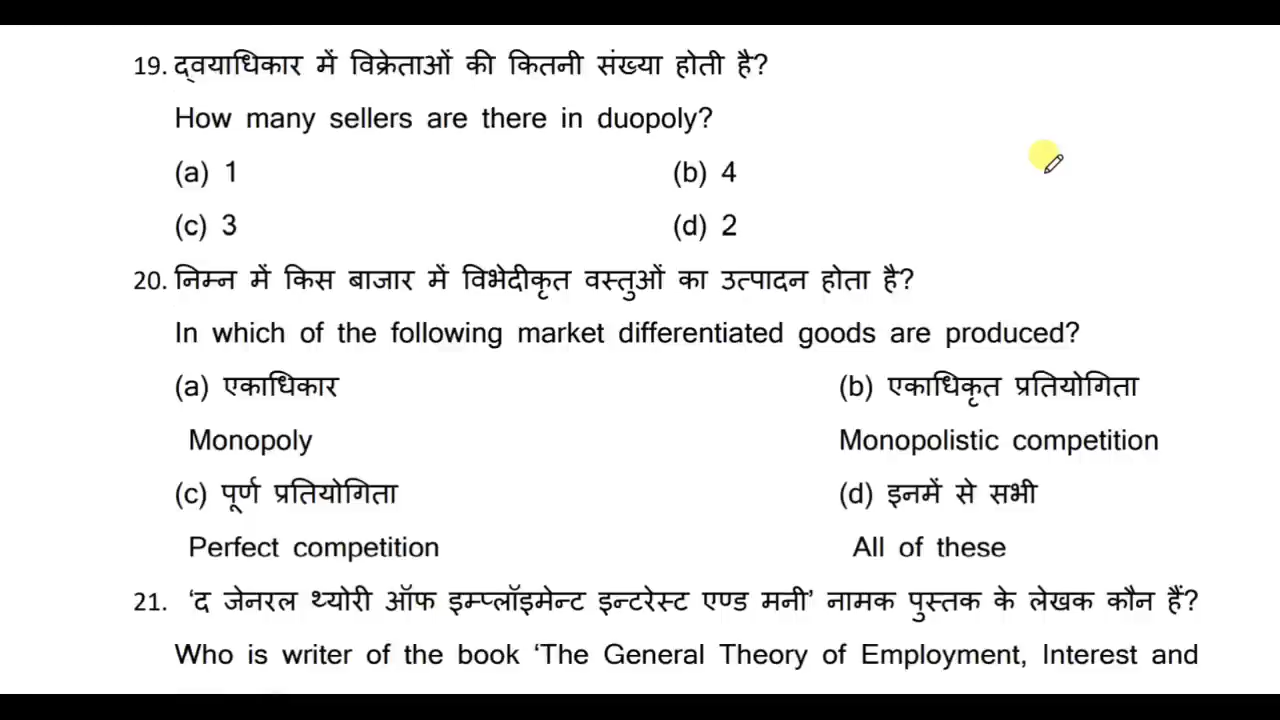 19. द्वयाधिकार में विक्रेताओं की कितनी संख्या होती है?
How many sellers are there in duopoly?
(a) 1 (b) 4
(c) 3 (d) 2
20. निम्न में किस बाजार में विभेदीकृत वस्तुओं का उत्पादन होता है?
In which of the following market differentiated goods are produced?
(a) एकाधिकार (b) एकाधिकृत प्रतियोगिता
Monopoly Monopolistic competition
(c) पूर्ण प्रतियोगिता (d) इनमें से सभी
Perfect competition All of these
21. ‘द जेनरल थ्योरी ऑफ इम्प्लॉइमेन्ट इन्टरेस्ट एण्ड मनी’ नामक पुस्तक के लेखक कौन हैं?
Who is writer of the book ‘The General Theory of Employment, Interest and